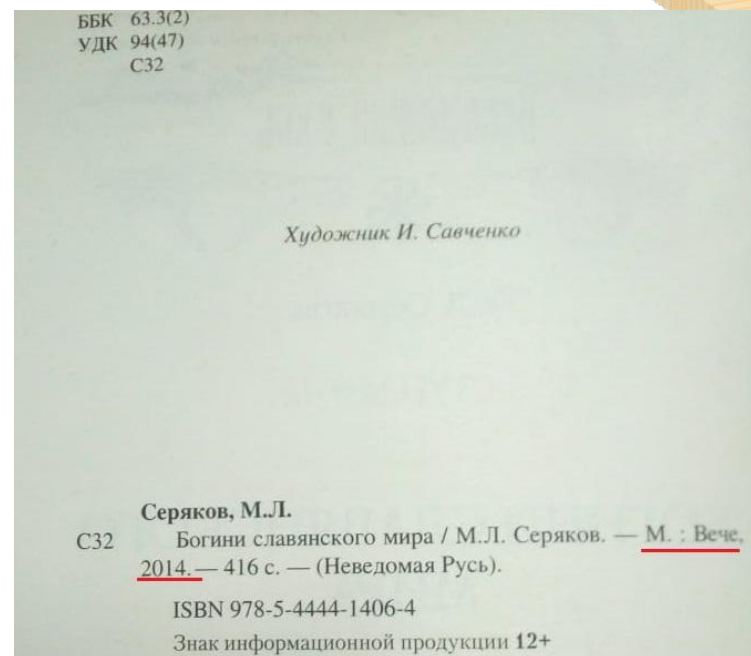 ББК 63.3(2)
УДК 94(47)
С32
Художник И. Савченко
Серяков, М.Л.
С32 Богини славянского мира / М.Л. Серяков. — М. : Вече,
2014. — 416 с. — (Неведомая Русь).
ISBN 978-5-4444-1406-4
Знак информационной продукции 12+